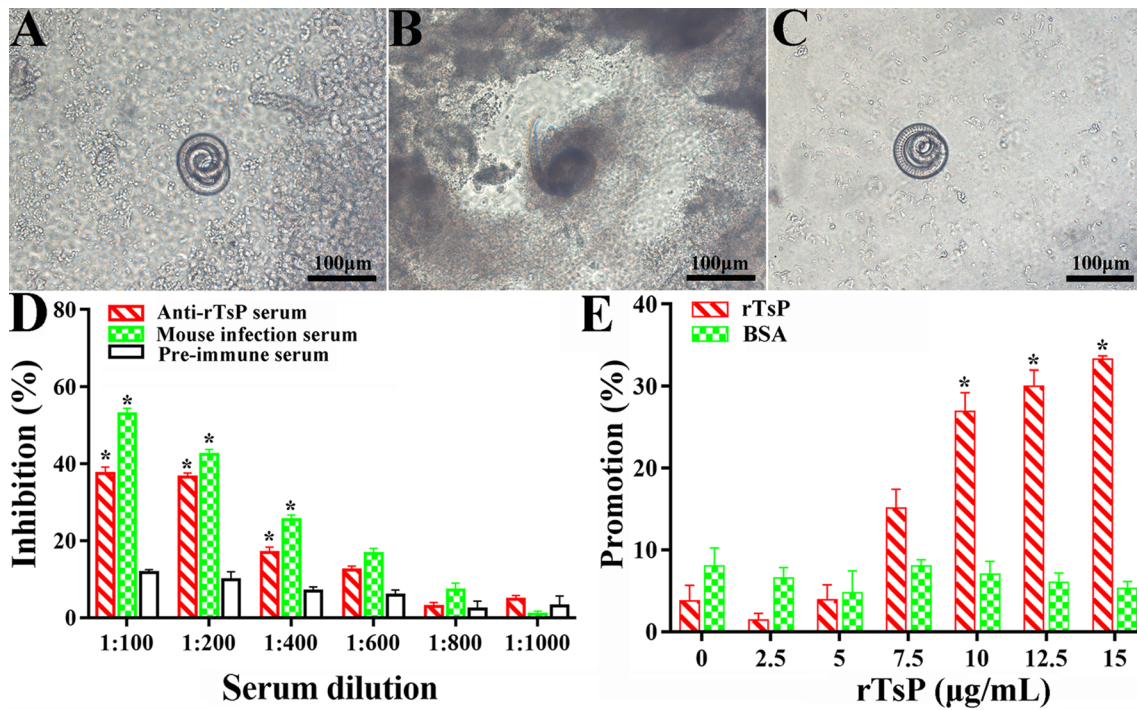 A
B
C
100μm
100μm
100μm
D
Anti-rTsP serum
Mouse infection serum
Pre-immune serum
80
60
40
20
0
Inhibition (%)
* * * * * *
1:100 1:200 1:400 1:600 1:800 1:1000
Serum dilution
E
rTsP
BSA
40
30
20
10
0
Promotion (%)
* * *
0 2.5 5 7.5 10 12.5 15
rTsP (μg/mL)